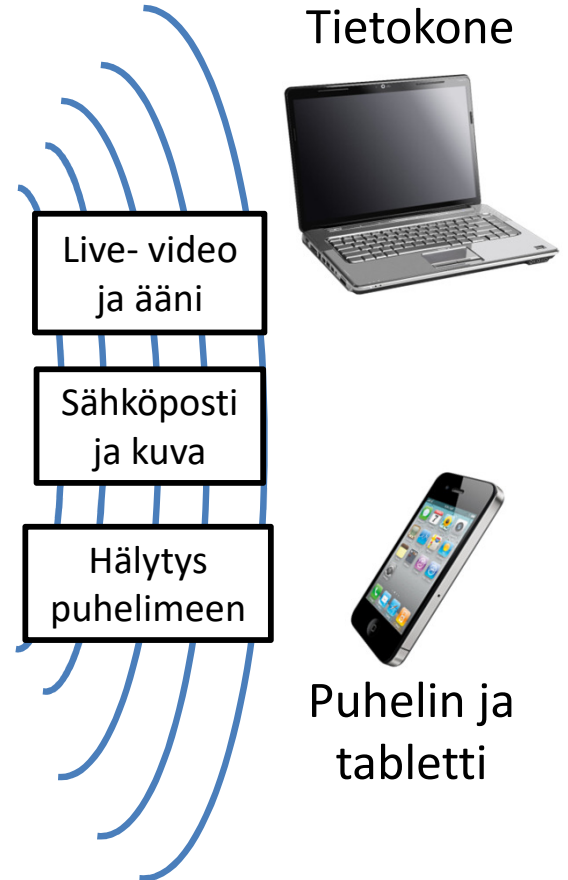 Tietokone
Live- video
ja ääni
Sähköposti
ja kuva
Hälytys
puhelimeen
Puhelin ja
tabletti